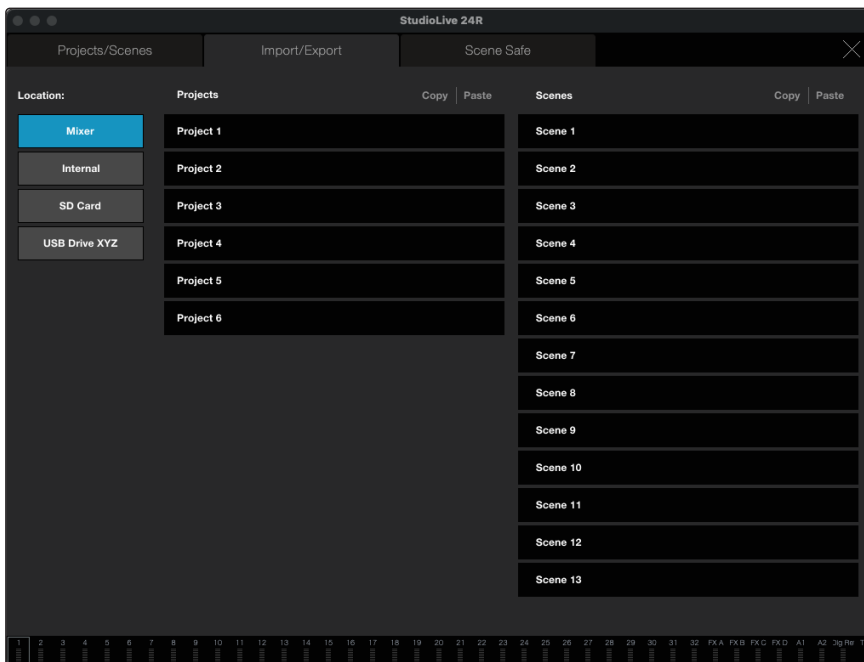 StudioLive 24R
Projects/Scenes Import/Export Scene Safe
Location:
Mixer
Internal
SD Card
USB Drive XYZ
Projects Copy Paste
Project 1
Project 2
Project 3
Project 4
Project 5
Project 6
Scenes Copy Paste
Scene 1
Scene 2
Scene 3
Scene 4
Scene 5
Scene 6
Scene 7
Scene 8
Scene 9
Scene 10
Scene 11
Scene 12
Scene 13
1 2 3 4 5 6 7 8 9 10 11 12 13 14 15 16 17 18 19 20 21 22 23 24 25 26 27 28 29 30 31 32 FX A FX B FX C FX D A1 A2 Dig Re T